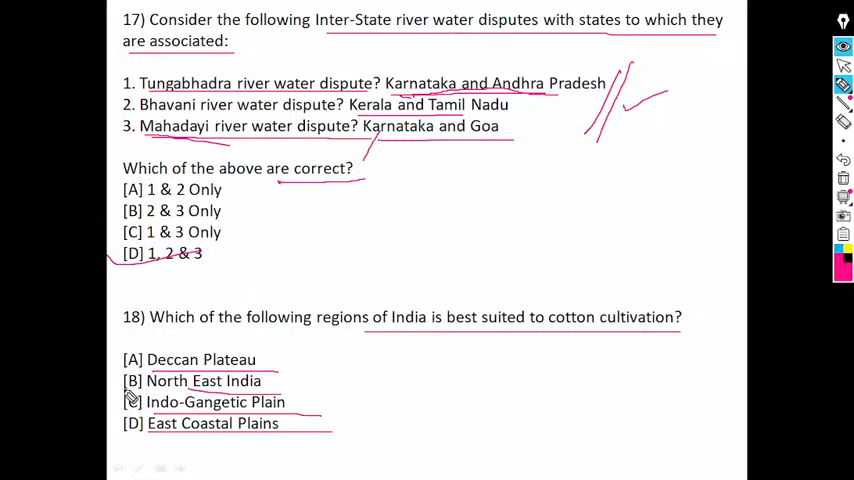 17) Consider the following Inter-State river water disputes with states to which they
are associated:
1. Tungabhadra river water dispute? Karnataka and Andhra Pradesh
2. Bhavani river water dispute? Kerala and Tamil Nadu
3. Mahadayi river water dispute? Karnataka and Goa
Which of the above are correct?
[A] 1 & 2 Only
[B] 2 & 3 Only
[C] 1 & 3 Only
[D] 1, 2 & 3
18) Which of the following regions of India is best suited to cotton cultivation?
[A] Deccan Plateau
[B] North East India
[C] Indo-Gangetic Plain
[D] East Coastal Plains